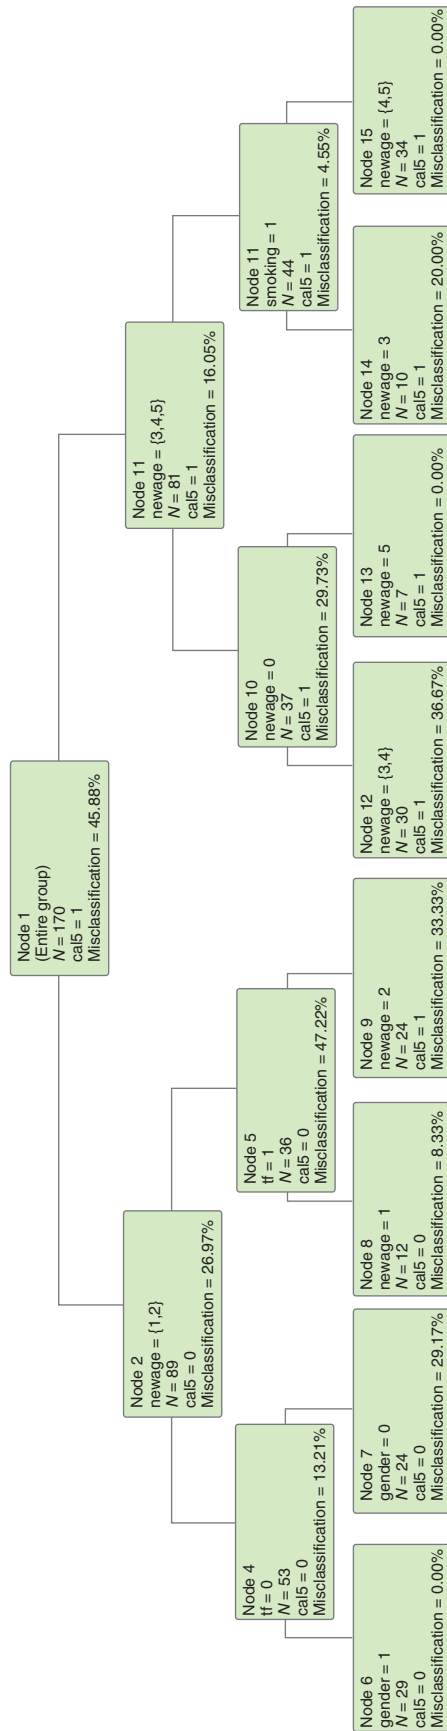 Node 1
(Entire group)
N = 170
cal5 = 1
Misclassification = 45.88%
Node 2
newage = {1,2}
N = 89
cal5 = 0
Misclassification = 26.97%
Node 11
newage = {3,4,5}
N = 81
cal5 = 1
Misclassification = 16.05%
Node 4
tf = 0
N = 53
cal5 = 0
Misclassification = 13.21%
Node 5
tf = 1
N = 36
cal5 = 0
Misclassification = 47.22%
Node 10
newage = 0
N = 37
cal5 = 1
Misclassification = 29.73%
Node 11
smoking = 1
N = 44
cal5 = 1
Misclassification = 4.55%
Node 6
gender = 1
N = 29
cal5 = 0
Misclassification = 0.00%
Node 7
gender = 0
N = 24
cal5 = 0
Misclassification = 29.17%
Node 8
newage = 1
N = 12
cal5 = 0
Misclassification = 8.33%
Node 9
newage = 2
N = 24
cal5 = 1
Misclassification = 33.33%
Node 12
newage = {3,4}
N = 30
cal5 = 1
Misclassification = 36.67%
Node 13
newage = 5
N = 7
cal5 = 1
Misclassification = 0.00%
Node 14
newage = 3
N = 10
cal5 = 1
Misclassification = 20.00%
Node 15
newage = {4,5}
N = 34
cal5 = 1
Misclassification = 0.00%